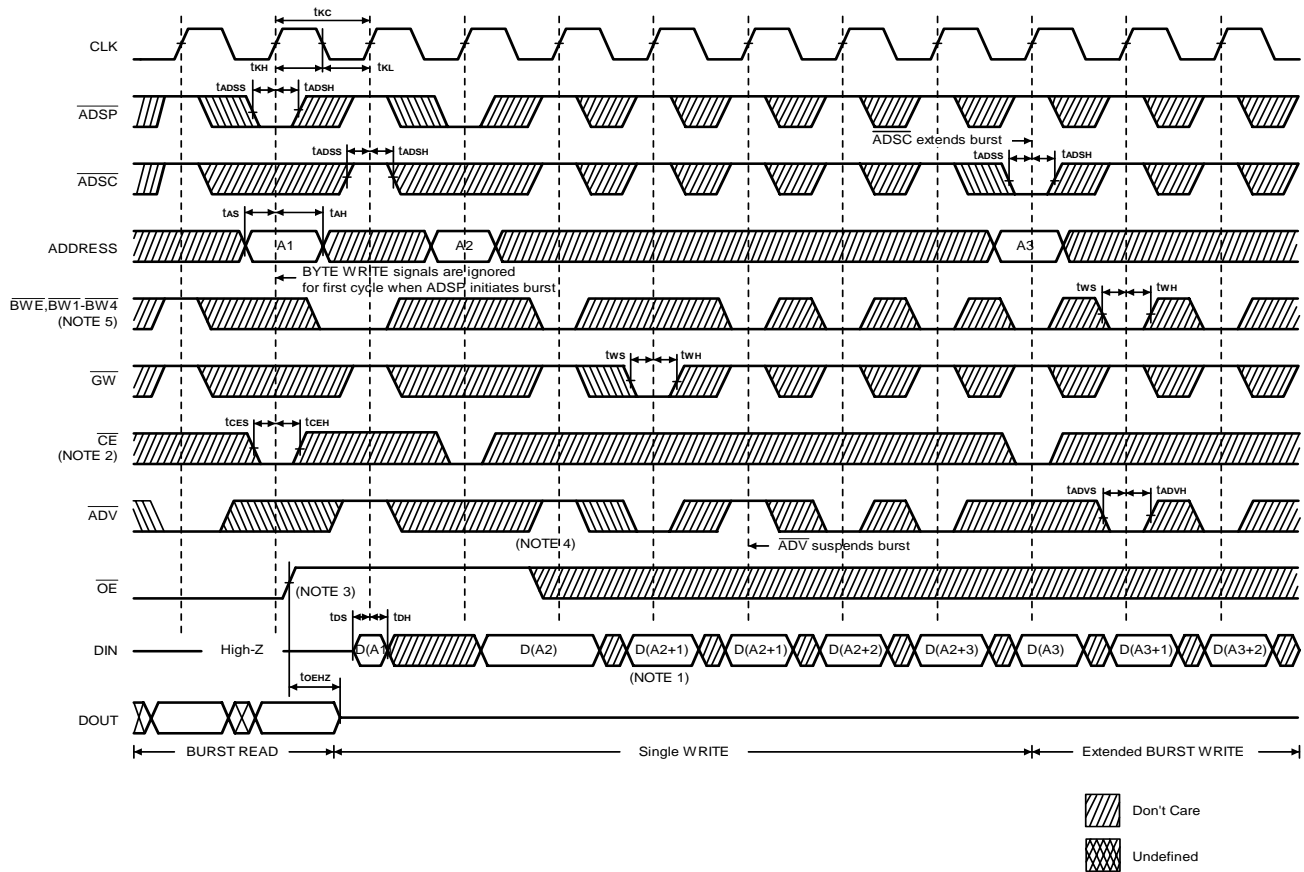 tKC
CLK
tKH tKL
tADSS tADSH
ADSP
ADSC extends burst
tADSS tADSH tADSS tADSH
ADSC
tAS tAH
ADDRESS A1 A2 A3
BYTE WRITE signals are ignored
for first cycle when ADSP initiates burst
BWE,BW1-BW4
(NOTE 5)
tWS tWH
tWS tWH
GW
tCES tCEH
CE
(NOTE 2)
tADVS tADVH
ADV
(NOTE 4) ADV suspends burst
OE (NOTE 3)
tDS tDH
DIN High-Z D(A1 D(A2) D(A2+1) D(A2+1) D(A2+2) D(A2+3) D(A3) D(A3+1) D(A3+2)
(NOTE 1)
tOEHZ
DOUT
BURST READ Single WRITE Extended BURST WRITE
Don't Care
Undefined